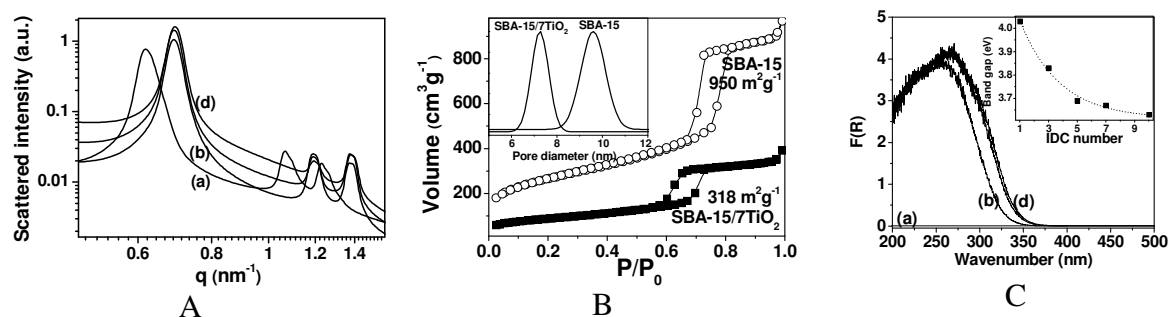 Scattered intensity (a.u.)
1
0.1
0.01
(d)
(b)
(a)
0.6 0.8 1 1.2 1.4
q (nm⁻¹)
A
Volume (cm³g⁻¹)
800
600
400
200
SBA-15/7TiO₂ SBA-15
4 6 8 10 12
Pore diameter (nm)
SBA-15
950 m²g⁻¹
318 m²g⁻¹
SBA-15/7TiO₂
0.0 0.2 0.4 0.6 0.8 1.0
P/P₀
B
F(R)
5
4
3
2
1
0
Band gap (eV)
4.0
3.9
3.8
3.7
1 3 5 7 9
IDC number
(a)
(b)
(d)
200 250 300 350 400 450 500
Wavenumber (nm)
C